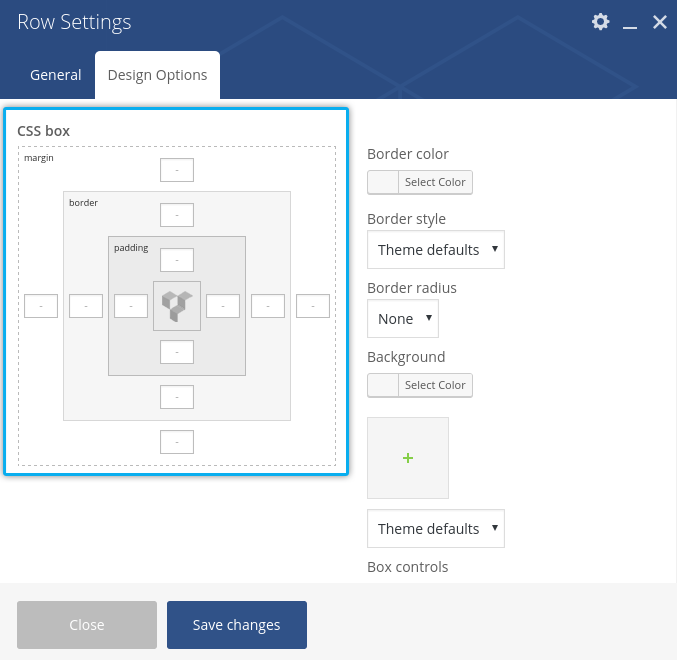 Row Settings
General
Design Options
CSS box
margin
-
border
-
padding
-
- - - - - -
-
-
-
Border color
Select Color
Border style
Theme defaults
Border radius
None
Background
Select Color
+
Theme defaults
Box controls
Close
Save changes